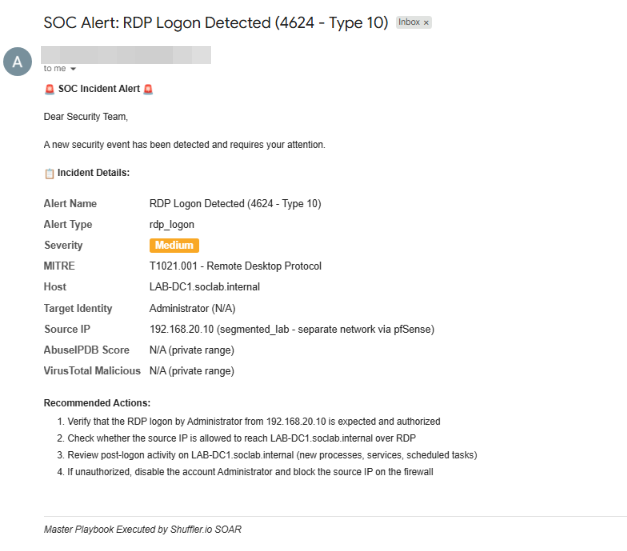 SOC Alert: RDP Logon Detected (4624 - Type 10) Inbox x
A
to me
🚨 SOC Incident Alert 🚨
Dear Security Team,
A new security event has been detected and requires your attention.
📋 Incident Details:
Alert Name RDP Logon Detected (4624 - Type 10)
Alert Type rdp_logon
Severity Medium
MITRE T1021.001 - Remote Desktop Protocol
Host LAB-DC1.soclab.internal
Target Identity Administrator (N/A)
Source IP 192.168.20.10 (segmented_lab - separate network via pfSense)
AbuseIPDB Score N/A (private range)
VirusTotal Malicious N/A (private range)
Recommended Actions:
1. Verify that the RDP logon by Administrator from 192.168.20.10 is expected and authorized
2. Check whether the source IP is allowed to reach LAB-DC1.soclab.internal over RDP
3. Review post-logon activity on LAB-DC1.soclab.internal (new processes, services, scheduled tasks)
4. If unauthorized, disable the account Administrator and block the source IP on the firewall
Master Playbook Executed by Shuffler.io SOAR